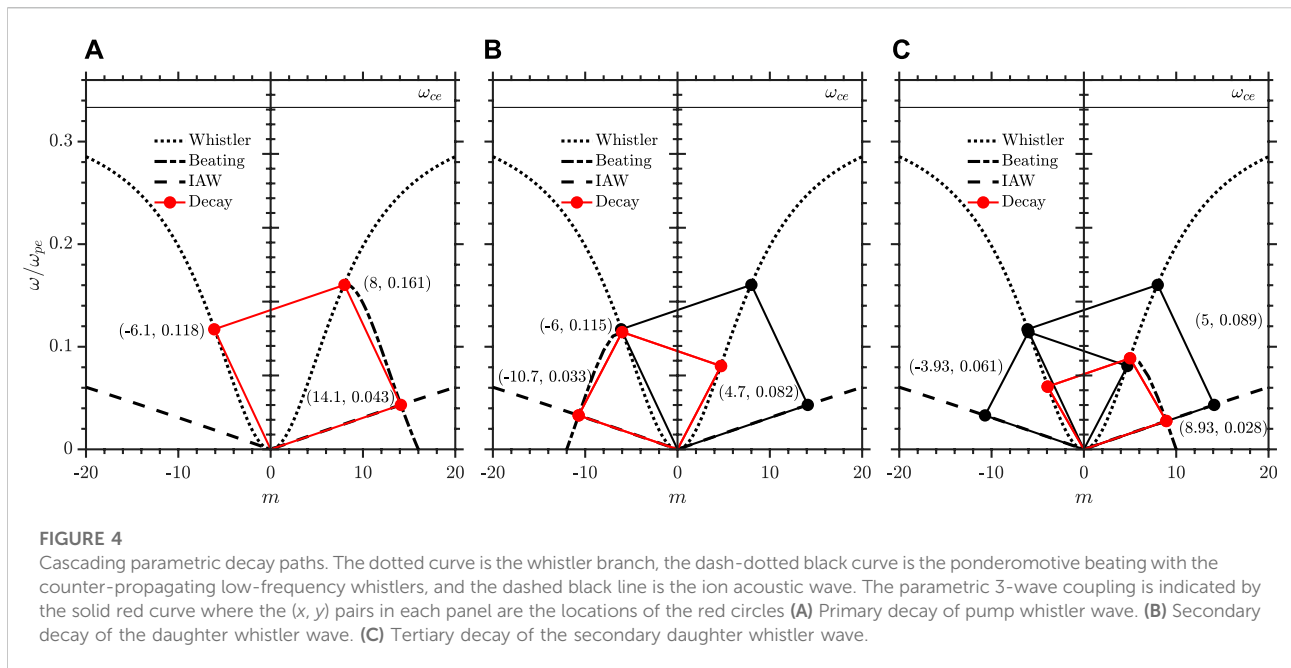 A
B
C
ω_ce
ω_ce
ω_ce
Whistler
Beating
IAW
Decay
Whistler
Beating
IAW
Decay
Whistler
Beating
IAW
Decay
ω/ω_pe
0.3
0.2
0.1
0
(8, 0.161)
(-6.1, 0.118)
(14.1, 0.043)
(-6, 0.115)
(-10.7, 0.033)
(4.7, 0.082)
(5, 0.089)
(-3.93, 0.061)
(8.93, 0.028)
-20 -10 0 10 20
-20 -10 0 10 20
-20 -10 0 10 20
m
m
m
FIGURE 4
Cascading parametric decay paths. The dotted curve is the whistler branch, the dash-dotted black curve is the ponderomotive beating with the
counter-propagating low-frequency whistlers, and the dashed black line is the ion acoustic wave. The parametric 3-wave coupling is indicated by
the solid red curve where the (x, y) pairs in each panel are the locations of the red circles (A) Primary decay of pump whistler wave. (B) Secondary
decay of the daughter whistler wave. (C) Tertiary decay of the secondary daughter whistler wave.